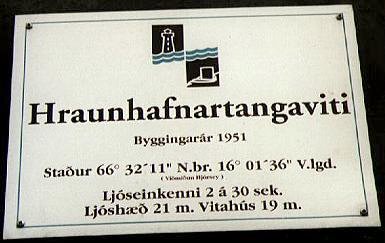 Hraunhafnartangaviti
Byggingarár 1951
Staður 66° 32´11" N.br. 16° 01´36" V.lgd.
( Viðmiðun Hjörsey )
Ljóseinkenni 2 á 30 sek.
Ljóshæð 21 m. Vitahús 19 m.